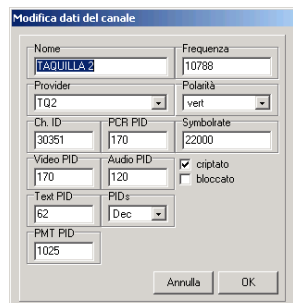 Modifica dati del canale
Nome Frequenza
TAQUILLA 2 10788
Provider Polarità
TQ2 vert
Ch. ID PCR PID Symbolrate
30351 170 22000
Video PID Audio PID criptato
170 120 bloccato
Text PID PIDs
62 Dec
PMT PID
1025
Annulla OK